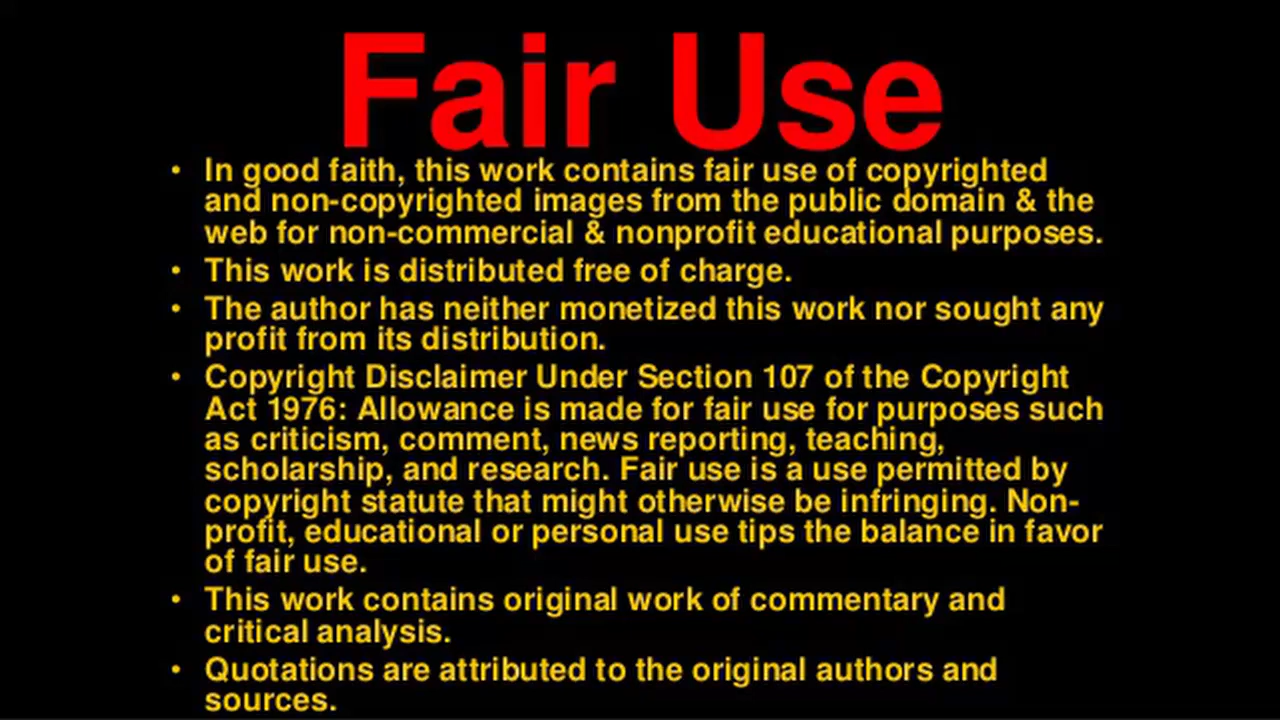 Fair Use
• In good faith, this work contains fair use of copyrighted
and non-copyrighted images from the public domain & the
web for non-commercial & nonprofit educational purposes.
• This work is distributed free of charge.
• The author has neither monetized this work nor sought any
profit from its distribution.
• Copyright Disclaimer Under Section 107 of the Copyright
Act 1976: Allowance is made for fair use for purposes such
as criticism, comment, news reporting, teaching,
scholarship, and research. Fair use is a use permitted by
copyright statute that might otherwise be infringing. Non-
profit, educational or personal use tips the balance in favor
of fair use.
• This work contains original work of commentary and
critical analysis.
• Quotations are attributed to the original authors and
sources.